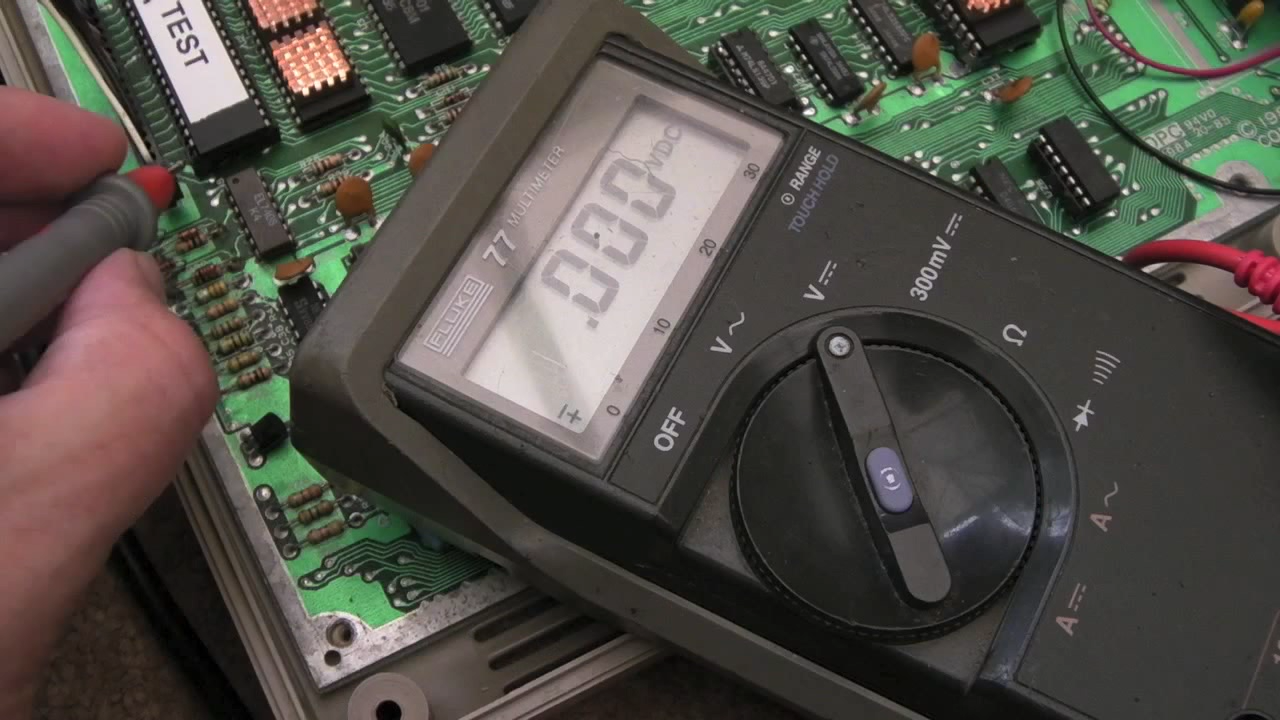 TEST
FLUKE
77 MULTIMETER
.000
VDC
0
10
20
30
RANGE
TOUCH HOLD
OFF
V
V
300mV
Ω
A
A